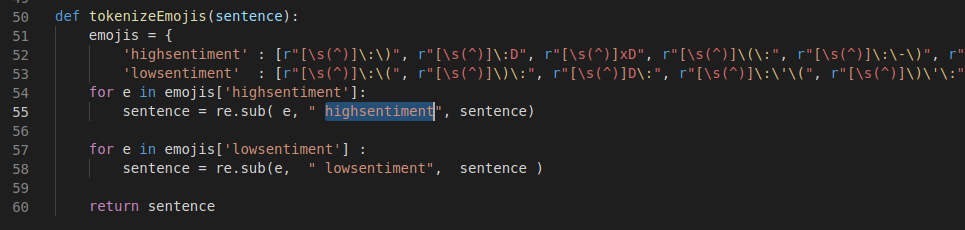 50 def tokenizeEmojis(sentence):
51     emojis = {
52         'highsentiment' : [r"[\s(^)]\:\)", r"[\s(^)]\:D", r"[\s(^)]xD", r"[\s(^)]\(\:", r"[\s(^)]\:\-\)", r"
53         'lowsentiment'  : [r"[\s(^)]\:\(", r"[\s(^)]\)\:", r"[\s(^)]D\:", r"[\s(^)]\:\'\(", r"[\s(^)]\)\'\:"
54     for e in emojis['highsentiment']:
55         sentence = re.sub( e, " highsentiment", sentence)
56
57     for e in emojis['lowsentiment'] :
58         sentence = re.sub(e,  " lowsentiment",  sentence )
59
60     return sentence